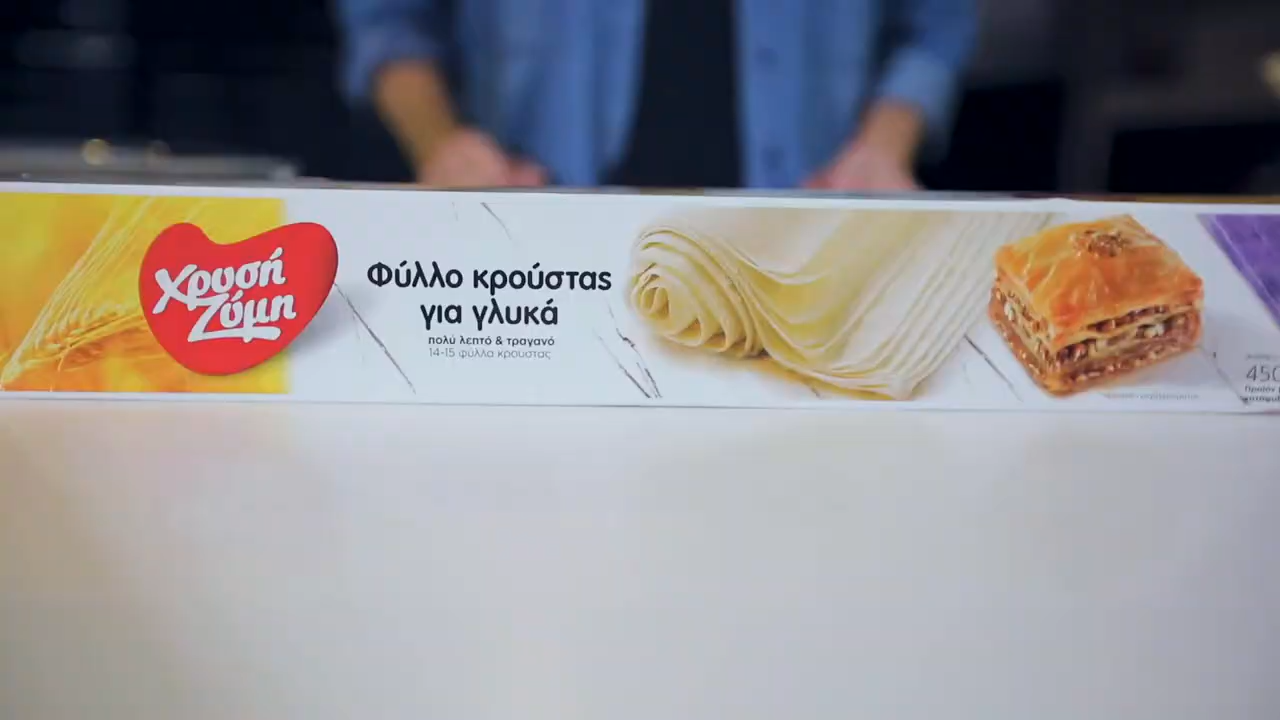 Χρυσή
Ζύμη
Φύλλο κρούστας
για γλυκά
πολύ λεπτό & τραγανό
14-15 φύλλα κρούστας
450